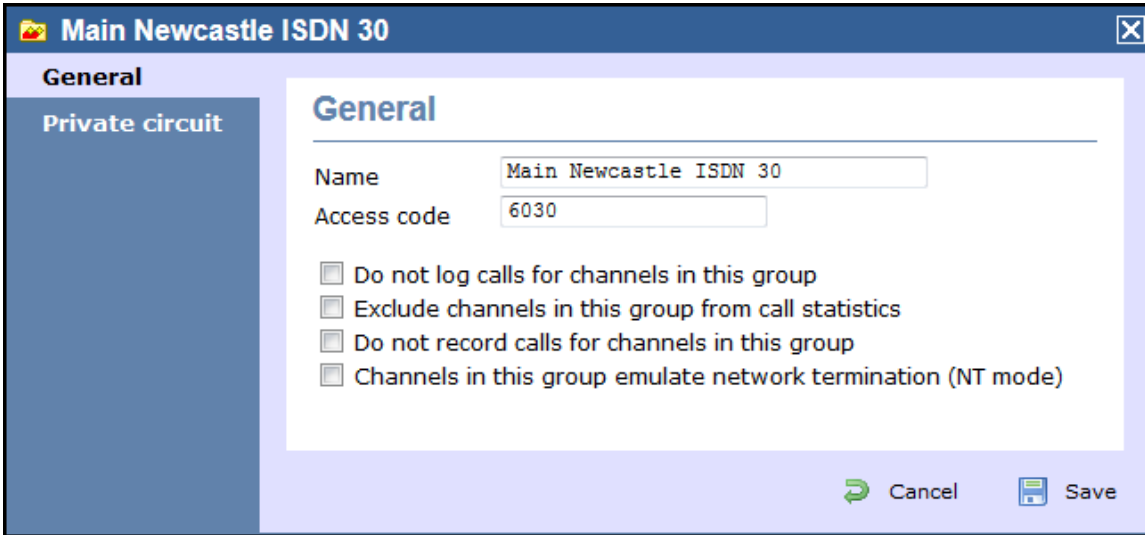 Main Newcastle ISDN 30
General
Private circuit
General
Name
Main Newcastle ISDN 30
Access code
6030
Do not log calls for channels in this group
Exclude channels in this group from call statistics
Do not record calls for channels in this group
Channels in this group emulate network termination (NT mode)
Cancel
Save